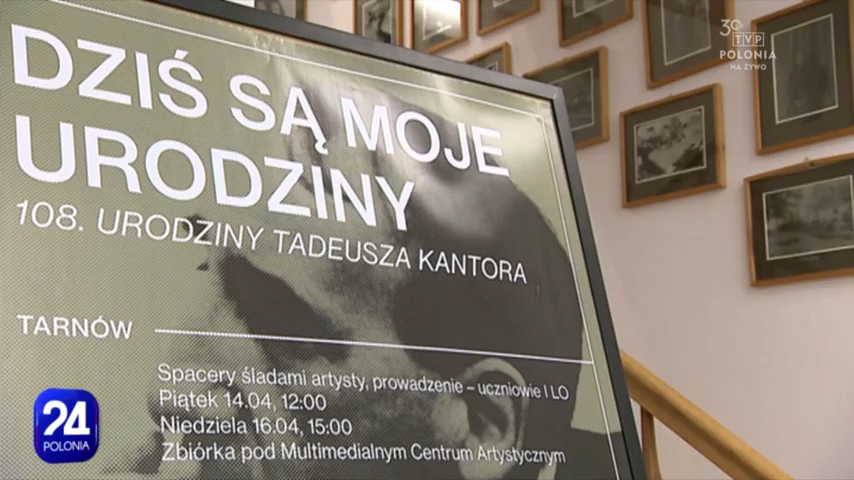 DZIŚ SĄ MOJE
URODZINY
108. URODZINY TADEUSZA KANTORA
TARNÓW
Spacery śladami artysty, prowadzenie – uczniowie I LO
Piątek 14.04, 12:00
Niedziela 16.04, 15:00
Zbiórka pod Multimedialnym Centrum Artystycznym
30
TVP
POLONIA
NA ŻYWO
24
POLONIA